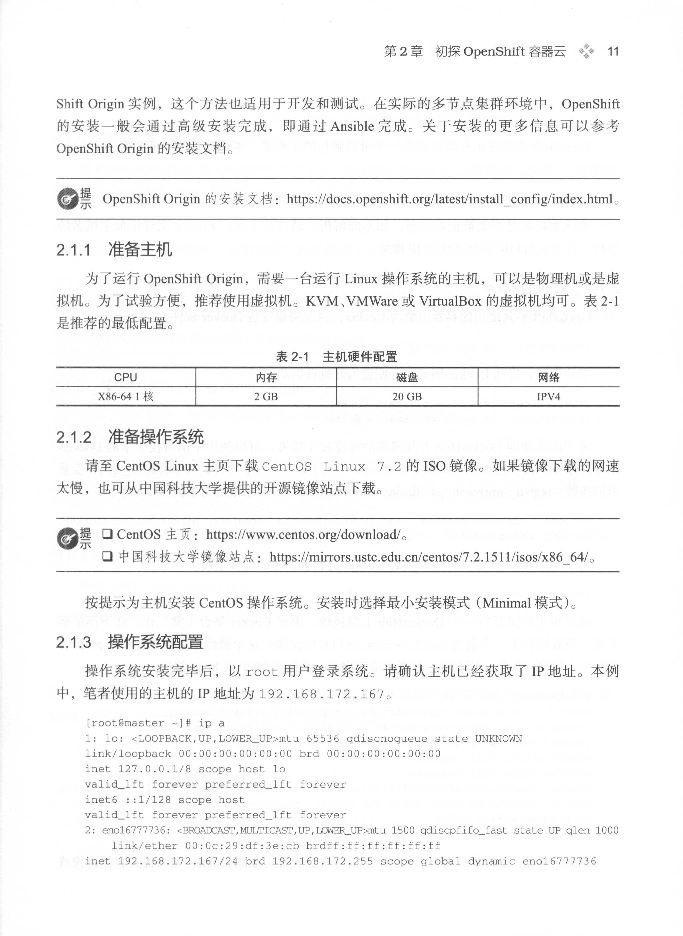 第2章 初探OpenShift容器云 11
Shift Origin 实例，这个方法也适用于开发和测试。在实际的多节点集群环境中，OpenShift
的安装一般会通过高级安装完成，即通过 Ansible 完成。关于安装的更多信息可以参考
OpenShift Origin 的安装文档。
提示 OpenShift Origin 的安装文档：https://docs.openshift.org/latest/install_config/index.html。
2.1.1 准备主机
为了运行 OpenShift Origin，需要一台运行 Linux 操作系统的主机，可以是物理机或是虚
拟机。为了试验方便，推荐使用虚拟机。KVM、VMWare 或 VirtualBox 的虚拟机均可。表 2-1
是推荐的最低配置。
表 2-1 主机硬件配置
CPU 内存 磁盘 网络
X86-64 1 核 2 GB 20 GB IPV4
2.1.2 准备操作系统
请至 CentOS Linux 主页下载 CentOS Linux 7.2 的 ISO 镜像。如果镜像下载的网速
太慢，也可从中国科技大学提供的开源镜像站点下载。
提示 ❑ CentOS 主页：https://www.centos.org/download/。
❑ 中国科技大学镜像站点：https://mirrors.ustc.edu.cn/centos/7.2.1511/isos/x86_64/。
按提示为主机安装 CentOS 操作系统。安装时选择最小安装模式（Minimal 模式）。
2.1.3 操作系统配置
操作系统安装完毕后，以 root 用户登录系统。请确认主机已经获取了 IP 地址。本例
中，笔者使用的主机的 IP 地址为 192.168.172.167。
[root@master ~]# ip a
1: lo: <LOOPBACK,UP,LOWER_UP>mtu 65536 qdiscnoqueue state UNKNOWN
link/loopback 00:00:00:00:00:00 brd 00:00:00:00:00:00
inet 127.0.0.1/8 scope host lo
valid_lft forever preferred_lft forever
inet6 ::1/128 scope host
valid_lft forever preferred_lft forever
2: eno16777736: <BROADCAST,MULTICAST,UP,LOWER_UP>mtu 1500 qdiscpfifo_fast state UP qlen 1000
link/ether 00:0c:29:df:3e:cb brdff:ff:ff:ff:ff:ff
inet 192.168.172.167/24 brd 192.168.172.255 scope global dynamic eno16777736